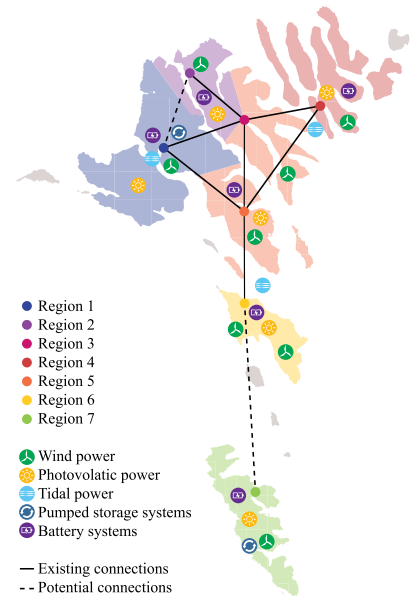 Region 1
Region 2
Region 3
Region 4
Region 5
Region 6
Region 7
Wind power
Photovolatic power
Tidal power
Pumped storage systems
Battery systems
Existing connections
Potential connections